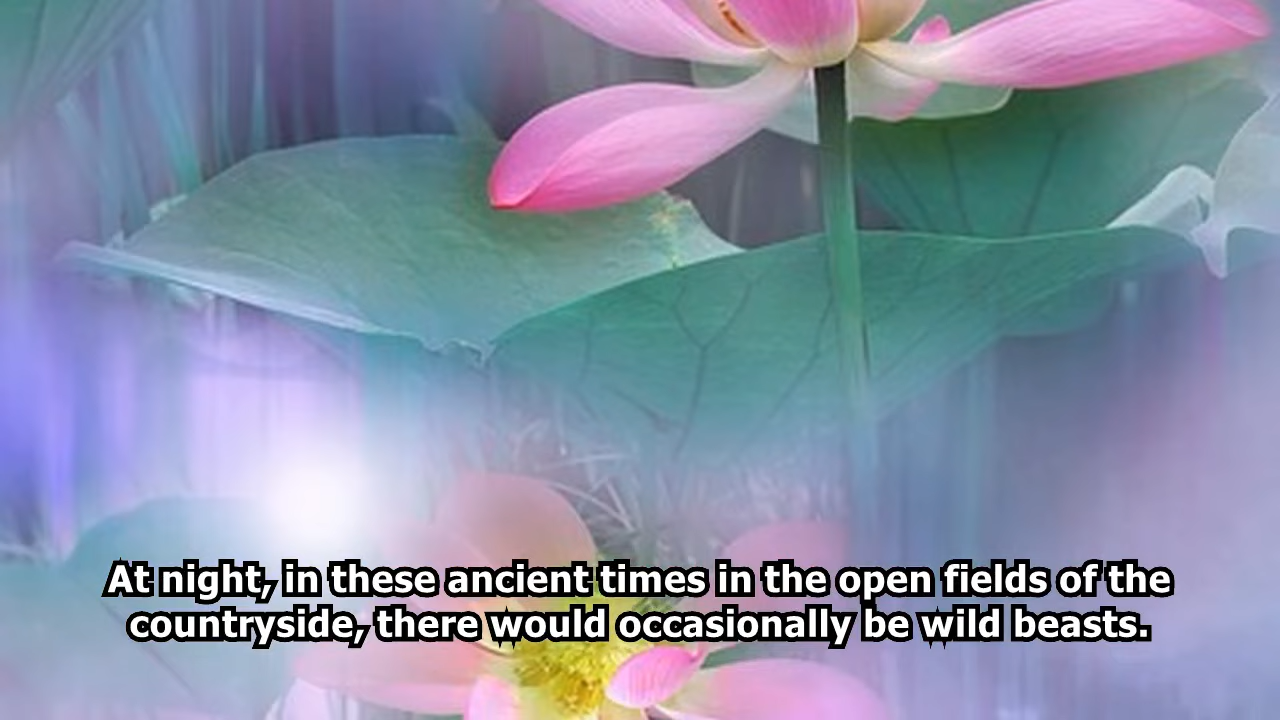 At night, in these ancient times in the open fields of the
countryside, there would occasionally be wild beasts.